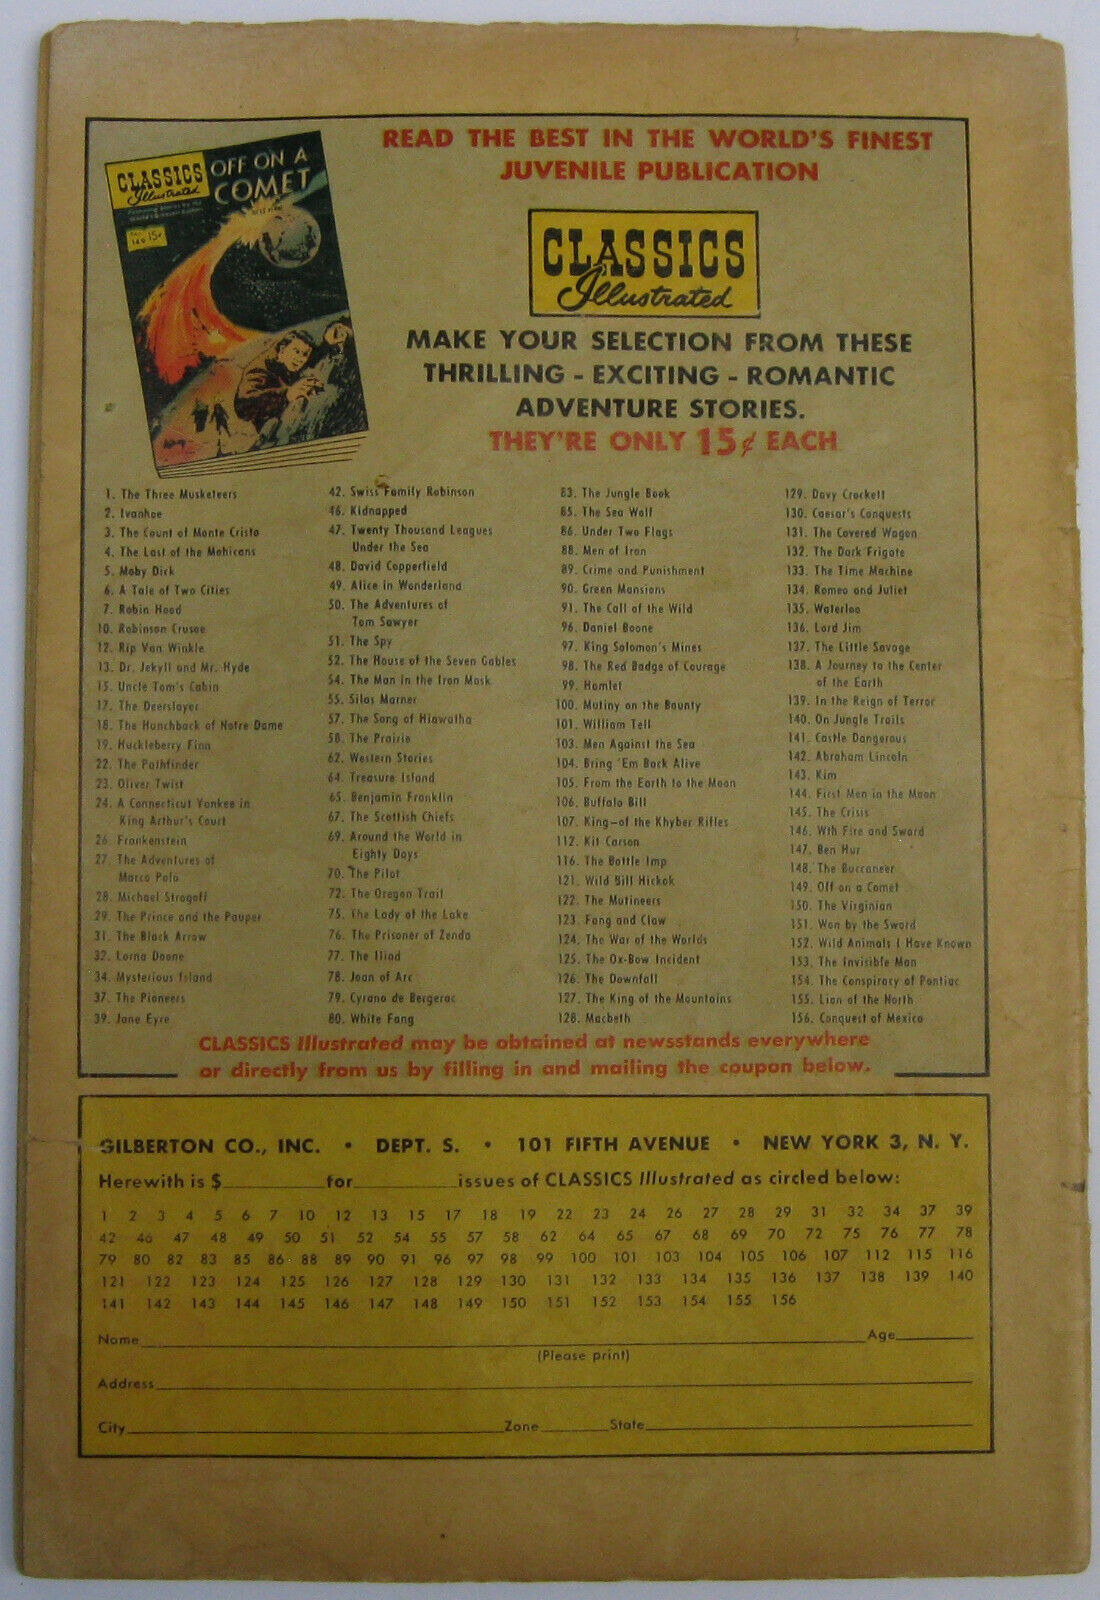 READ THE BEST IN THE WORLD'S FINEST
JUVENILE PUBLICATION
CLASSICS
Illustrated
OFF ON A
COMET
15¢
CLASSICS
Illustrated
MAKE YOUR SELECTION FROM THESE
THRILLING - EXCITING - ROMANTIC
ADVENTURE STORIES.
THEY'RE ONLY 15¢ EACH
1. The Three Musketeers
2. Ivanhoe
3. The Count of Monte Cristo
4. The Last of the Mohicans
5. Moby Dick
6. A Tale of Two Cities
7. Robin Hood
10. Robinson Crusoe
12. Rip Van Winkle
13. Dr. Jekyll and Mr. Hyde
15. Uncle Tom's Cabin
17. The Deerslayer
18. The Hunchback of Notre Dame
19. Huckleberry Finn
22. The Pathfinder
23. Oliver Twist
24. A Connecticut Yankee in
King Arthur's Court
26. Frankenstein
27. The Adventures of
Marco Polo
28. Michael Strogoff
29. The Prince and the Pauper
31. The Black Arrow
32. Lorna Doone
34. Mysterious Island
37. The Pioneers
39. Jane Eyre
42. Swiss Family Robinson
46. Kidnapped
47. Twenty Thousand Leagues
Under the Sea
48. David Copperfield
49. Alice in Wonderland
50. The Adventures of
Tom Sawyer
51. The Spy
52. The House of the Seven Gables
54. The Man in the Iron Mask
55. Silas Marner
57. The Song of Hiawatha
58. The Prairie
62. Western Stories
64. Treasure Island
65. Benjamin Franklin
67. The Scottish Chiefs
69. Around the World in
Eighty Days
70. The Pilot
72. The Oregon Trail
75. The Lady of the Lake
76. The Prisoner of Zenda
77. The Iliad
78. Joan of Arc
79. Cyrano de Bergerac
80. White Fang
83. The Jungle Book
85. The Sea Wolf
86. Under Two Flags
88. Men of Iron
89. Crime and Punishment
90. Green Mansions
91. The Call of the Wild
96. Daniel Boone
97. King Solomon's Mines
98. The Red Badge of Courage
99. Hamlet
100. Mutiny on the Bounty
101. William Tell
103. Men Against the Sea
104. Bring 'Em Back Alive
105. From the Earth to the Moon
106. Buffalo Bill
107. King—of the Khyber Rifles
112. Kit Carson
116. The Bottle Imp
121. Wild Bill Hickok
122. The Mutineers
123. Fang and Claw
124. The War of the Worlds
125. The Ox-Bow Incident
126. The Downfall
127. The King of the Mountains
128. Macbeth
129. Davy Crockett
130. Caesar's Conquests
131. The Covered Wagon
132. The Dark Frigate
133. The Time Machine
134. Romeo and Juliet
135. Waterloo
136. Lord Jim
137. The Little Savage
138. A Journey to the Center
of the Earth
139. In the Reign of Terror
140. On Jungle Trails
141. Castle Dangerous
142. Abraham Lincoln
143. Kim
144. First Men in the Moon
145. The Crisis
146. Wth Fire and Sword
147. Ben Hur
148. The Buccaneer
149. Off on a Comet
150. The Virginian
151. Won by the Sword
152. Wild Animals I Have Known
153. The Invisible Man
154. The Conspiracy of Pontiac
155. Lion of the North
156. Conquest of Mexico
CLASSICS Illustrated may be obtained at newsstands everywhere
or directly from us by filling in and mailing the coupon below.
GILBERTON CO., INC. • DEPT. S. • 101 FIFTH AVENUE • NEW YORK 3, N. Y.
Herewith is $__________for__________issues of CLASSICS Illustrated as circled below:
1 2 3 4 5 6 7 10 12 13 15 17 18 19 22 23 24 26 27 28 29 31 32 34 37 39
42 46 47 48 49 50 51 52 54 55 57 58 62 64 65 67 68 69 70 72 75 76 77 78
79 80 82 83 85 86 88 89 90 91 96 97 98 99 100 101 103 104 105 106 107 112 115 116
121 122 123 124 125 126 127 128 129 130 131 132 133 134 135 136 137 138 139 140
141 142 143 144 145 146 147 148 149 150 151 152 153 154 155 156
Name__________Age__________
(Please print)
Address__________
City__________Zone__________State__________